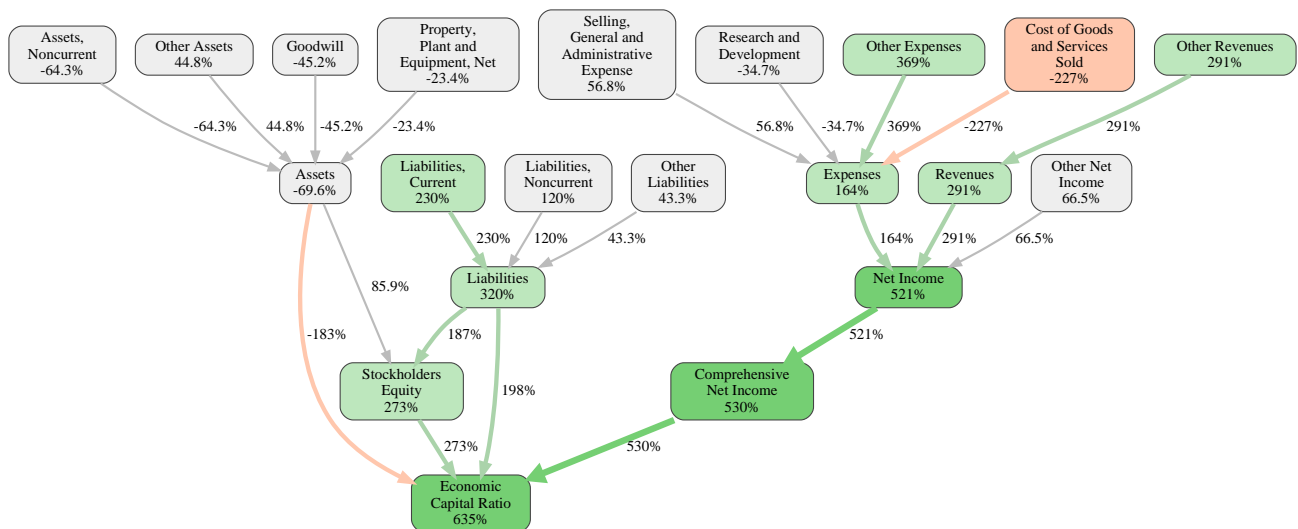 Assets,
Noncurrent
-64.3%
Other Assets
44.8%
Goodwill
-45.2%
Property,
Plant and
Equipment, Net
-23.4%
Selling,
General and
Administrative
Expense
56.8%
Research and
Development
-34.7%
Other Expenses
369%
Cost of Goods
and Services
Sold
-227%
Other Revenues
291%
-64.3%
44.8%
-45.2%
-23.4%
56.8%
-34.7%
369%
-227%
291%
Assets
-69.6%
Liabilities,
Current
230%
Liabilities,
Noncurrent
120%
Other
Liabilities
43.3%
Expenses
164%
Revenues
291%
Other Net
Income
66.5%
230%
120%
43.3%
164%
291%
66.5%
85.9%
Liabilities
320%
Net Income
521%
-183%
187%
198%
521%
Stockholders
Equity
273%
Comprehensive
Net Income
530%
273%
530%
Economic
Capital Ratio
635%